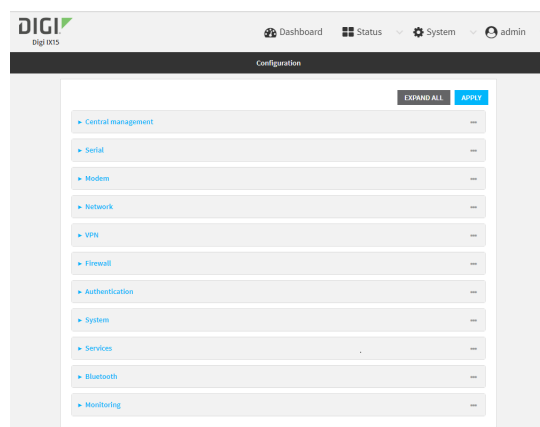 DIGI
Digi IX15
Dashboard Status System admin
Configuration
EXPAND ALL APPLY
Central management
Serial
Modem
Network
VPN
Firewall
Authentication
System
Services
Bluetooth
Monitoring